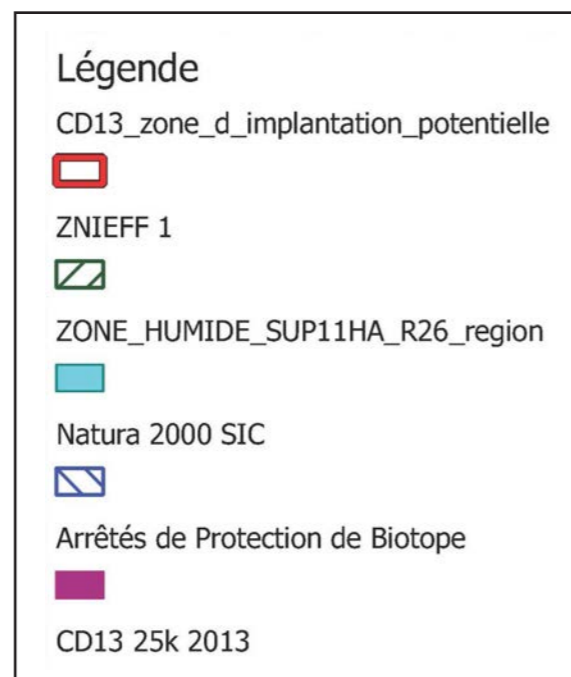 Légende
CD13_zone_d_implantation_potentielle
ZNIEFF 1
ZONE_HUMIDE_SUP11HA_R26_region
Natura 2000 SIC
Arrêtés de Protection de Biotope
CD13 25k 2013